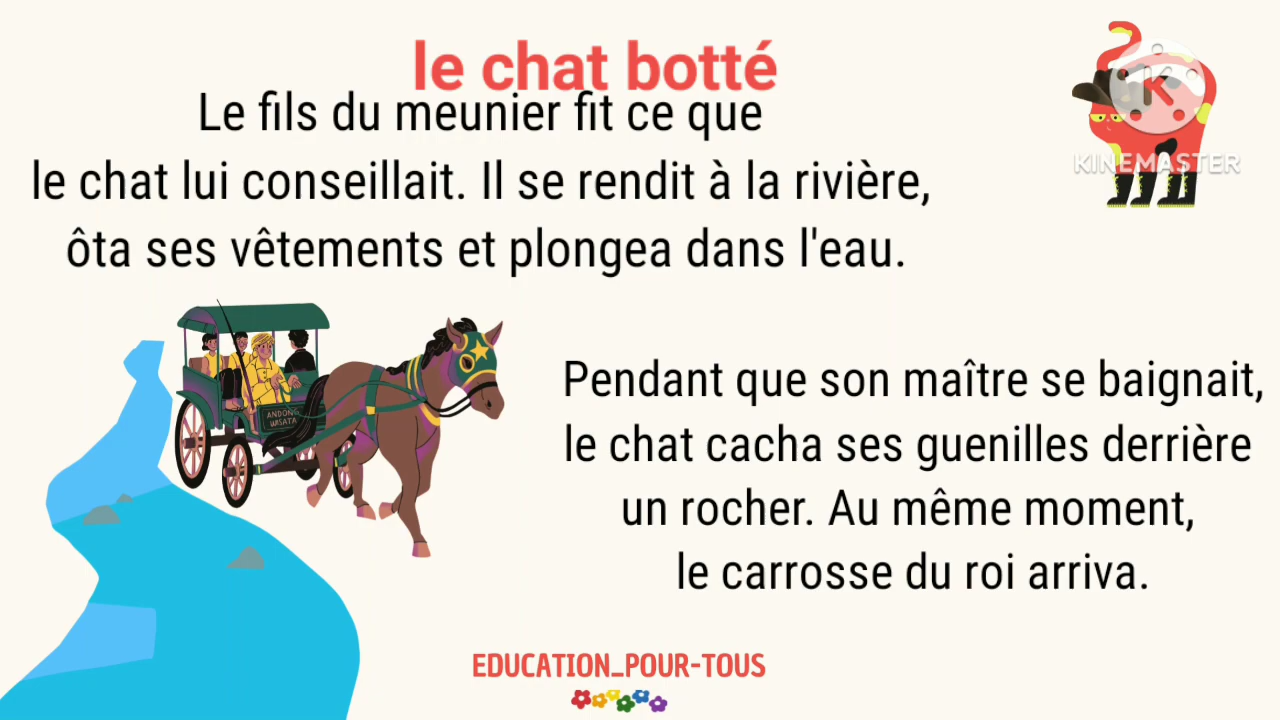 le chat botté
Le fils du meunier fit ce que
le chat lui conseillait. Il se rendit à la rivière,
ôta ses vêtements et plongea dans l'eau.
Pendant que son maître se baignait,
le chat cacha ses guenilles derrière
un rocher. Au même moment,
le carrosse du roi arriva.
EDUCATION_POUR-TOUS
K
KINEMASTER
ANDONG
WISATA